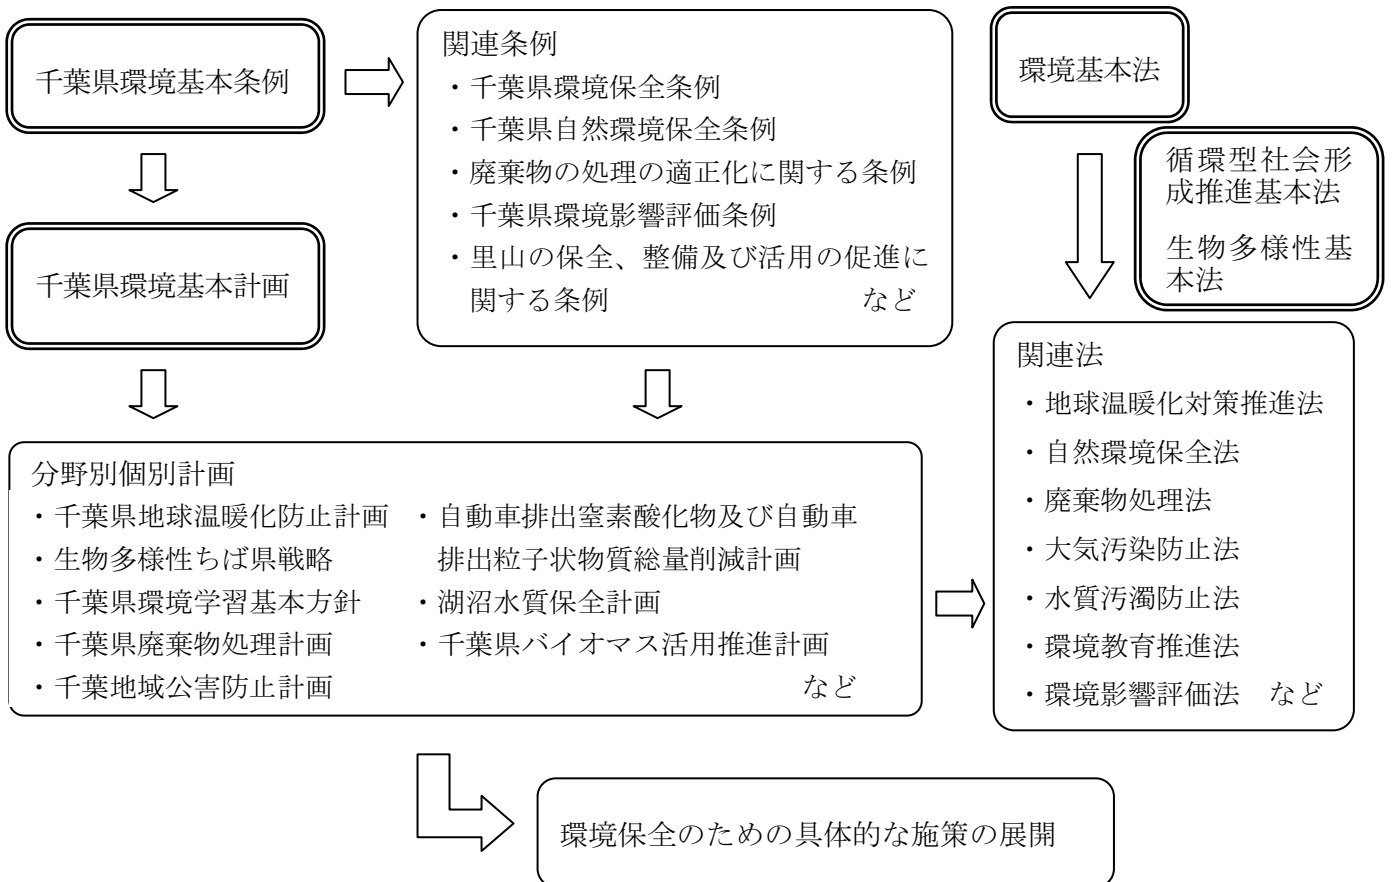 千葉県環境基本条例
千葉県環境基本計画
関連条例
・千葉県環境保全条例
・千葉県自然環境保全条例
・廃棄物の処理の適正化に関する条例
・千葉県環境影響評価条例
・里山の保全、整備及び活用の促進に
関する条例 など
環境基本法
循環型社会形
成推進基本法
生物多様性基
本法
関連法
・地球温暖化対策推進法
・自然環境保全法
・廃棄物処理法
・大気汚染防止法
・水質汚濁防止法
・環境教育推進法
・環境影響評価法 など
分野別個別計画
・千葉県地球温暖化防止計画
・生物多様性ちば県戦略
・千葉県環境学習基本方針
・千葉県廃棄物処理計画
・千葉地域公害防止計画
・自動車排出窒素酸化物及び自動車
排出粒子状物質総量削減計画
・湖沼水質保全計画
・千葉県バイオマス活用推進計画
など
環境保全のための具体的な施策の展開